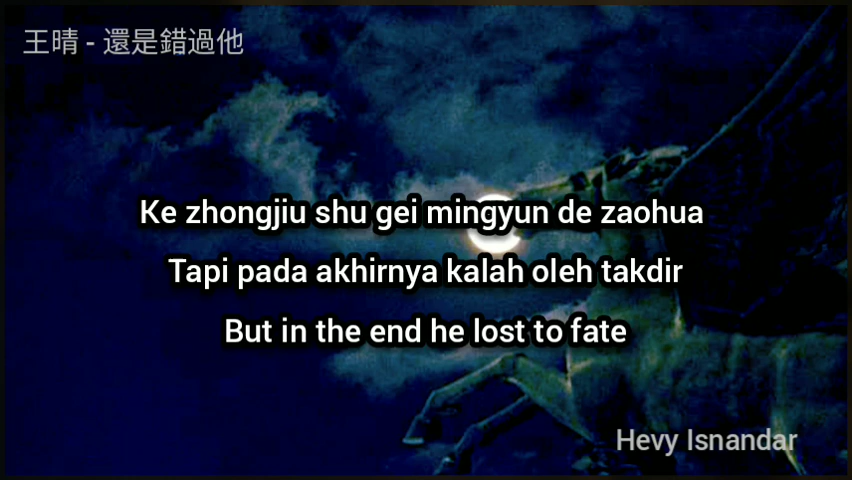 王晴 - 還是錯過他
Ke zhongjiu shu gei mingyun de zaohua
Tapi pada akhirnya kalah oleh takdir
But in the end he lost to fate
Hevy Isnandar